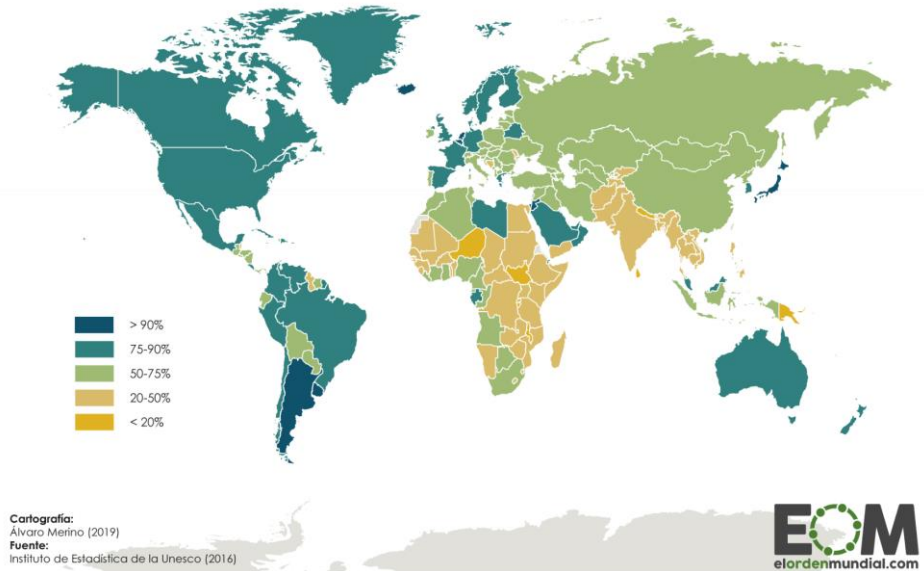 > 90%
75-90%
50-75%
20-50%
< 20%
Cartografía:
Álvaro Merino (2019)
Fuente:
Instituto de Estadística de la Unesco (2016)
EOM
elordenmundial.com